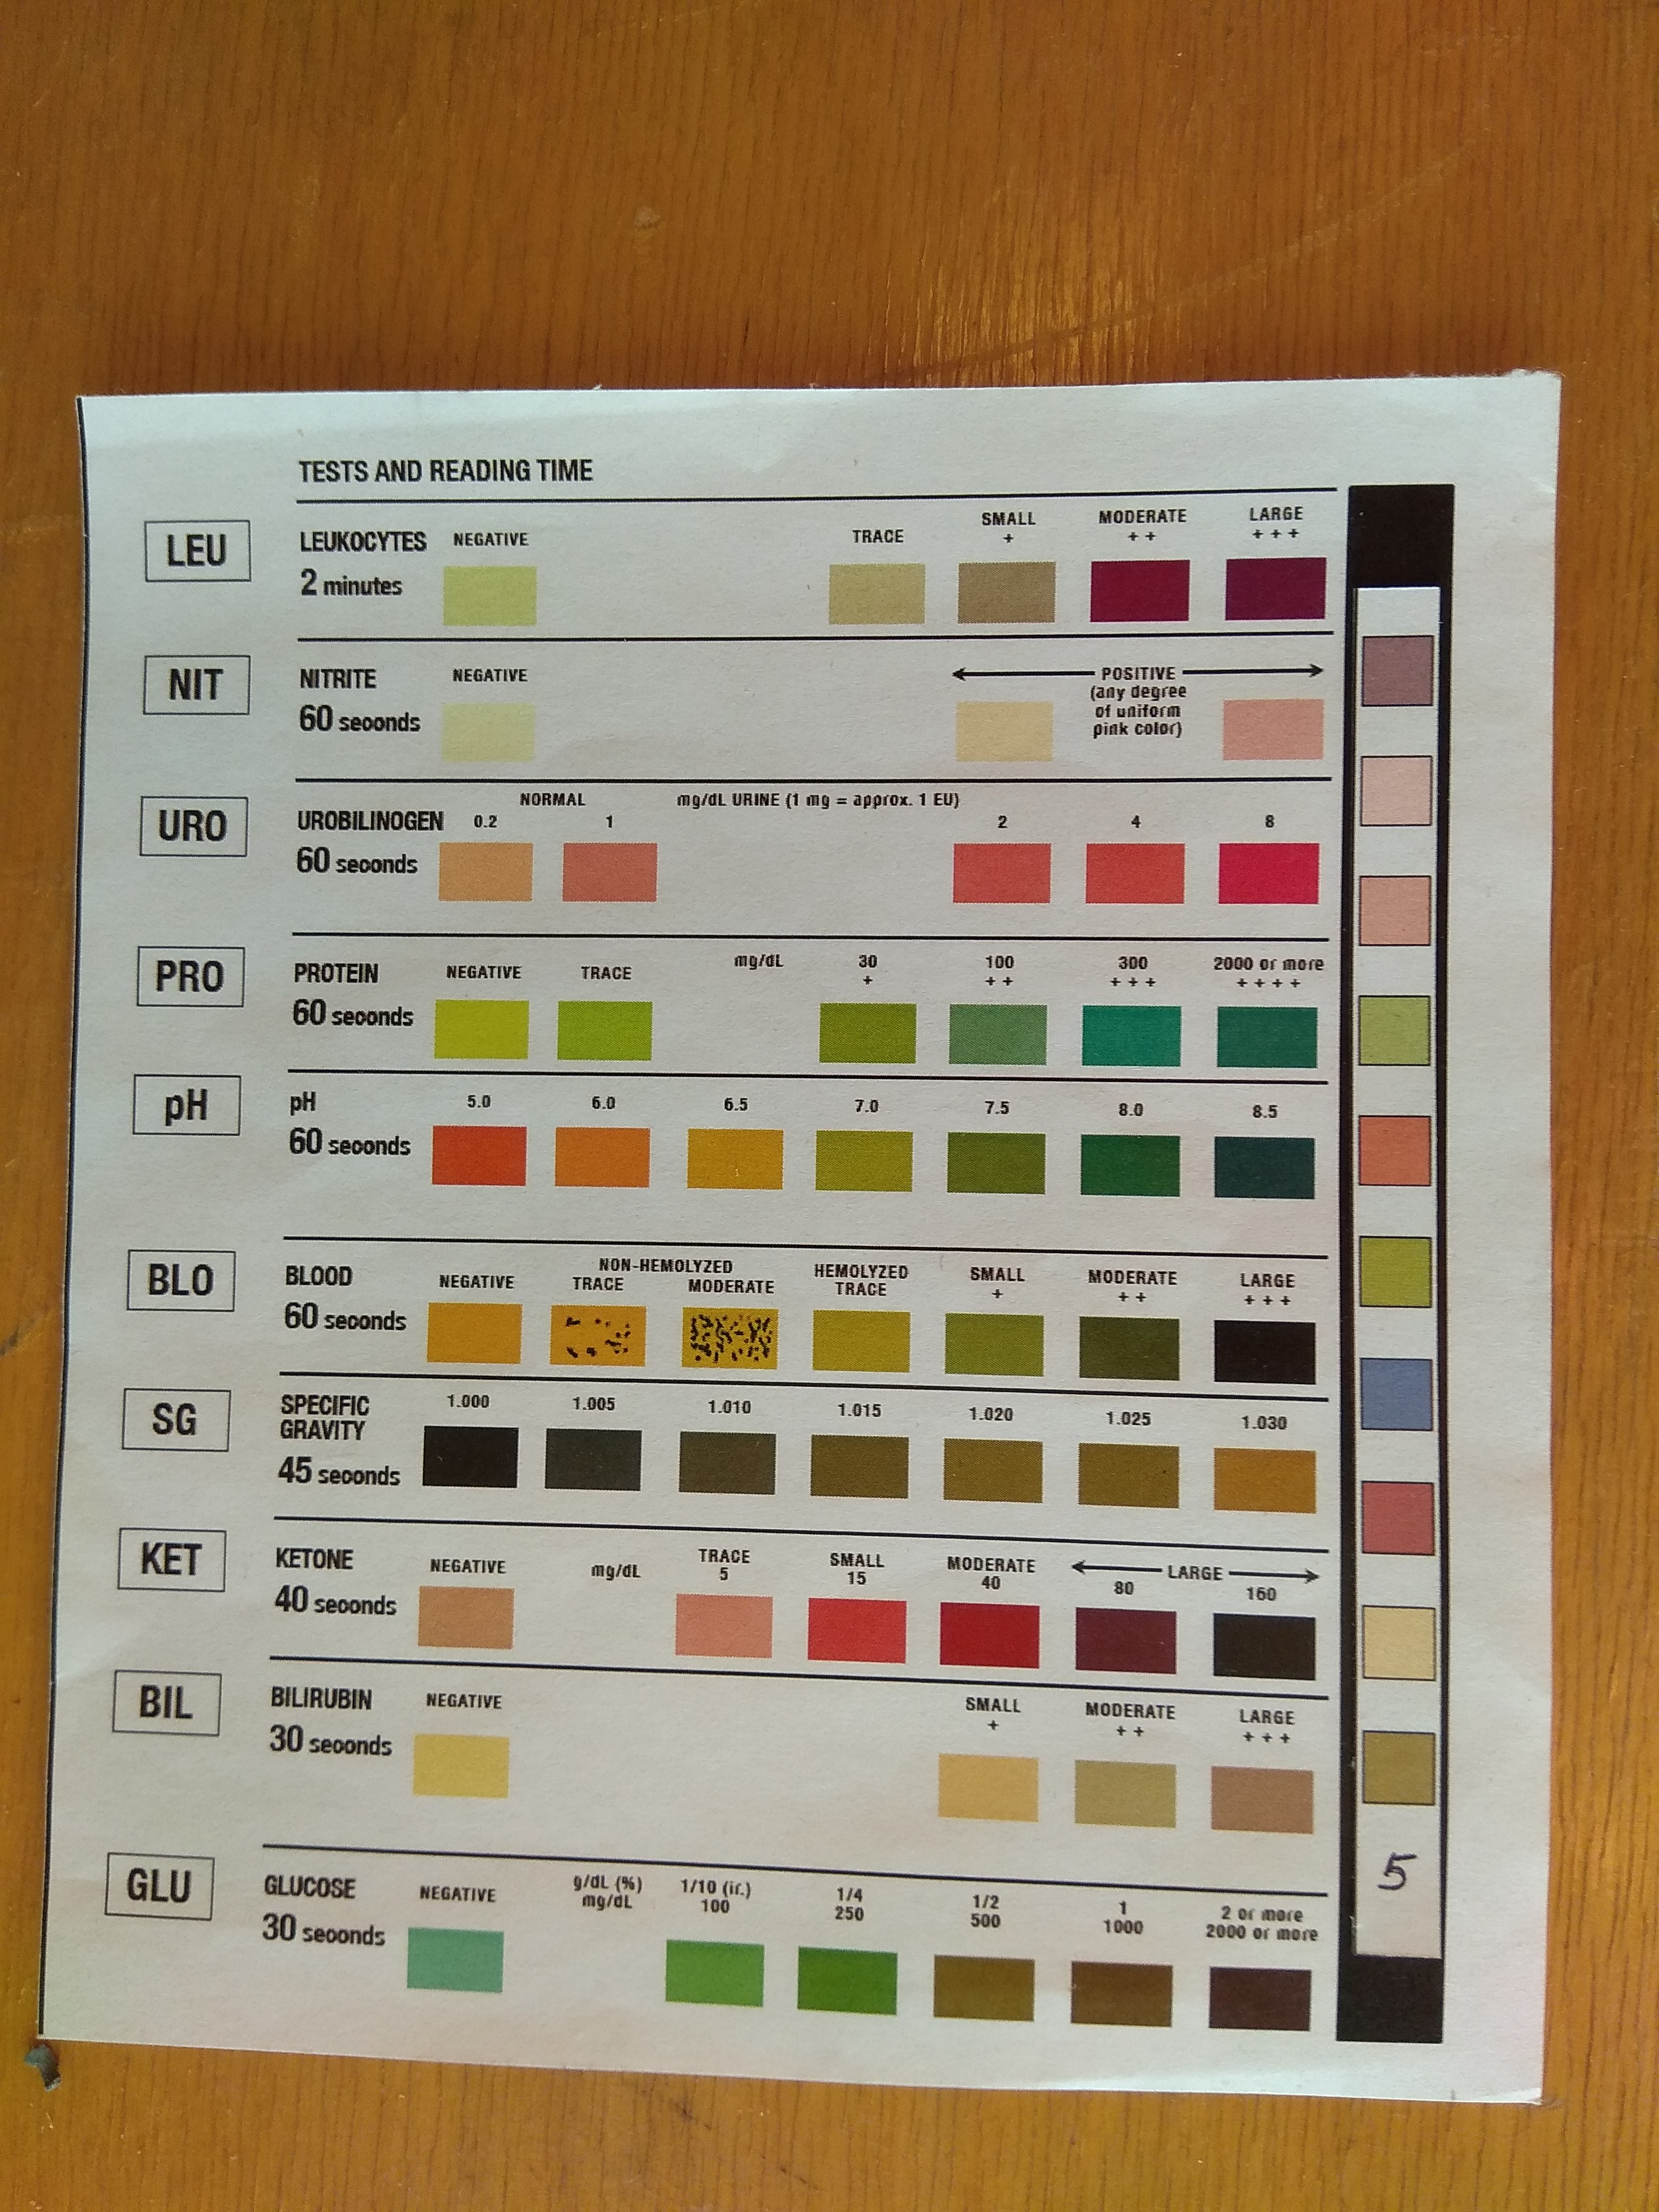 TESTS AND READING TIME
LEU
LEUKOCYTES
2 minutes
NEGATIVE
TRACE
SMALL
+
MODERATE
+ +
LARGE
+ + +
NIT
NITRITE
60 seconds
NEGATIVE
POSITIVE
(any degree
of uniform
pink color)
URO
UROBILINOGEN
60 seconds
NORMAL
mg/dL URINE (1 mg = approx. 1 EU)
0.2 1 2 4 8
PRO
PROTEIN
60 seconds
NEGATIVE
TRACE
mg/dL
30
+
100
+ +
300
+ + +
2000 or more
+ + + +
pH
pH
60 seconds
5.0 6.0 6.5 7.0 7.5 8.0 8.5
BLO
BLOOD
60 seconds
NEGATIVE
NON-HEMOLYZED
TRACE MODERATE
HEMOLYZED
TRACE
SMALL
+
MODERATE
+ +
LARGE
+ + +
SG
SPECIFIC
GRAVITY
45 seconds
1.000 1.005 1.010 1.015 1.020 1.025 1.030
KET
KETONE
40 seconds
NEGATIVE
mg/dL
TRACE
5
SMALL
15
MODERATE
40
LARGE
80 160
BIL
BILIRUBIN
30 seconds
NEGATIVE
SMALL
+
MODERATE
+ +
LARGE
+ + +
5
GLU
GLUCOSE
30 seconds
NEGATIVE
g/dL (%)
mg/dL
1/10 (ir.)
100
1/4
250
1/2
500
1
1000
2 or more
2000 or more